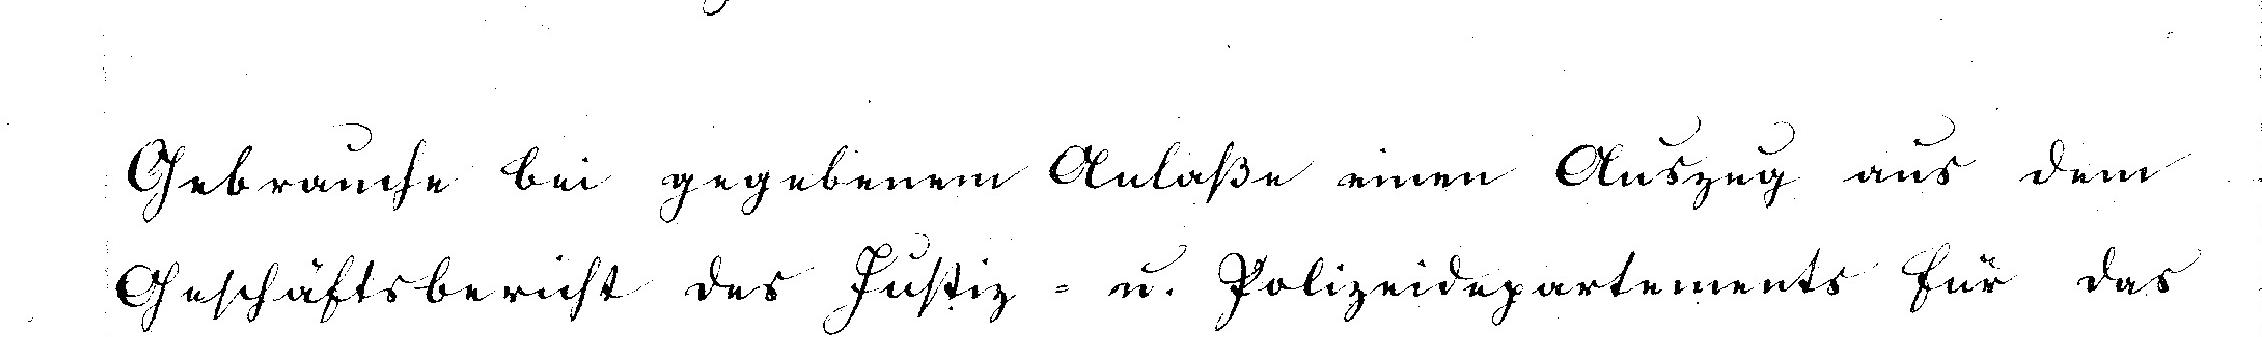 Gebrauche bei gegebenem Anlaße einen Auszug aus dem
Geschäftsbericht des Justiz- u. Polizeidepartements für das